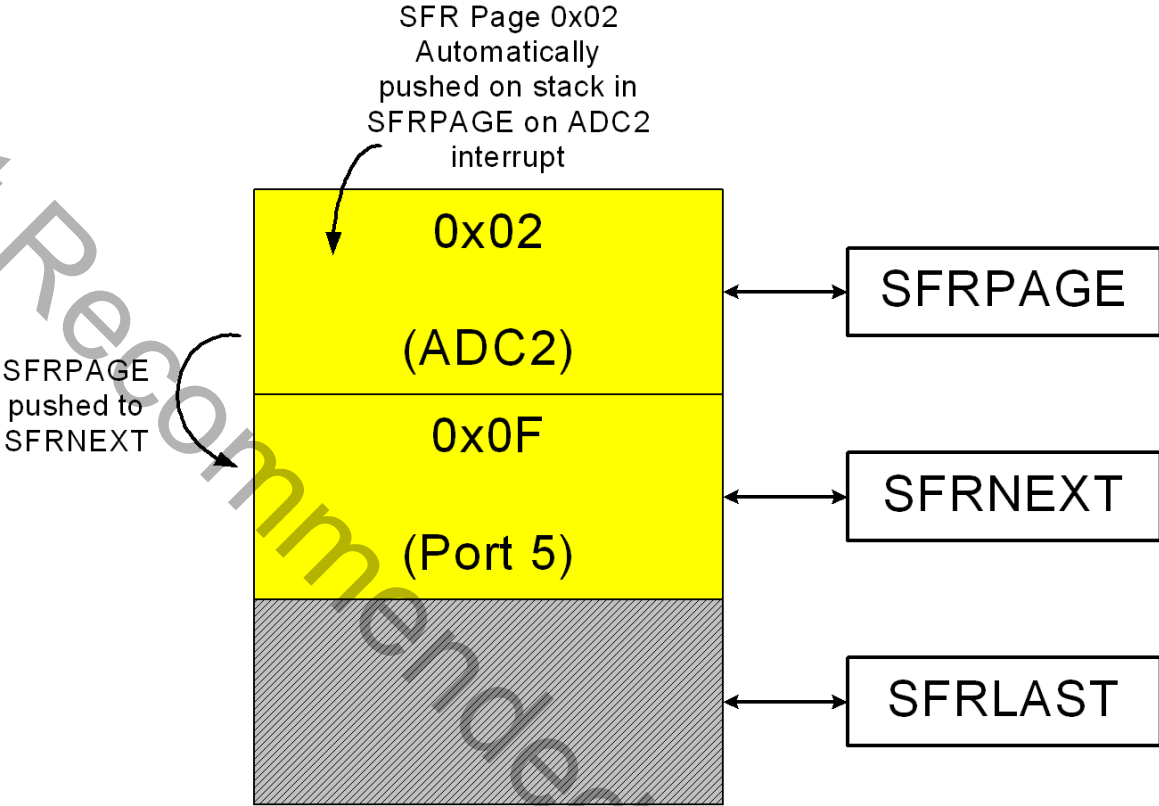 SFR Page 0x02
Automatically
pushed on stack in
SFRPAGE on ADC2
interrupt
0x02
(ADC2)
SFRPAGE
SFRPAGE
pushed to
SFRNEXT
0x0F
(Port 5)
SFRNEXT
SFRLAST
Recommended